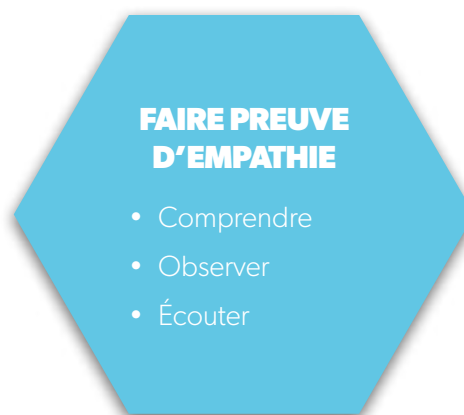 FAIRE PREUVE
D’EMPATHIE
• Comprendre
• Observer
• Écouter